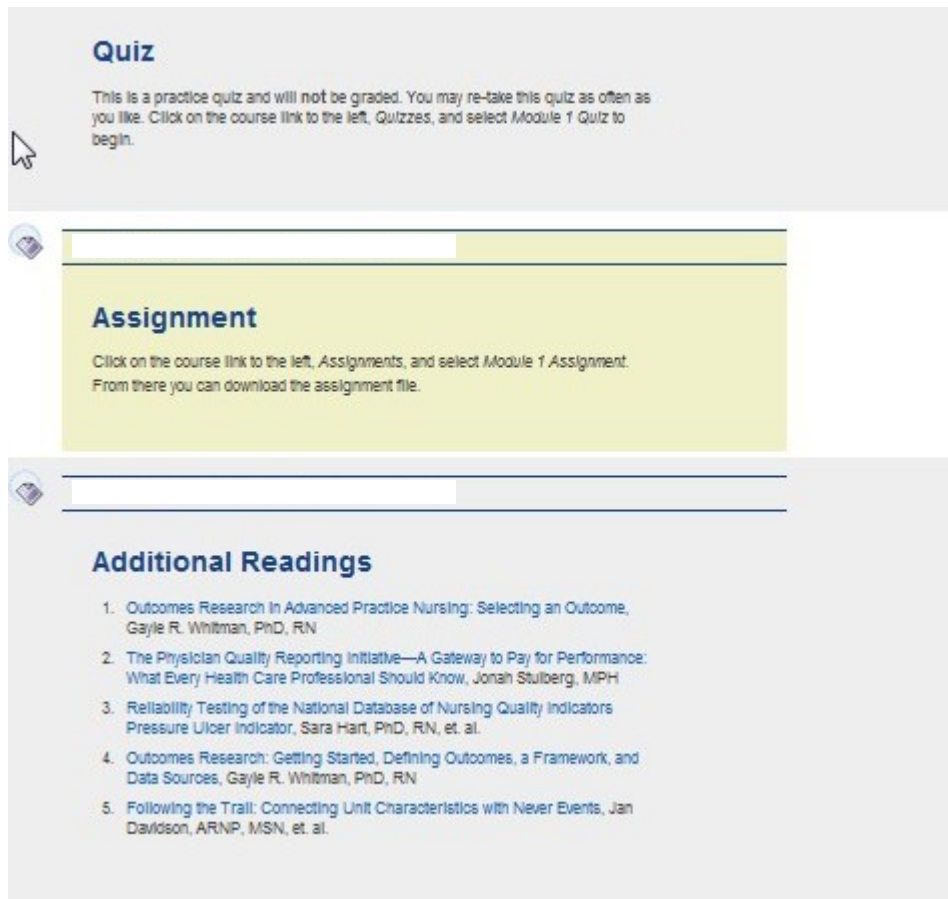 Quiz
This is a practice quiz and will not be graded. You may re-take this quiz as often as
you like. Click on the course link to the left, Quizzes, and select Module 1 Quiz to
begin.
Assignment
Click on the course link to the left, Assignments, and select Module 1 Assignment.
From there you can download the assignment file.
Additional Readings
1. Outcomes Research in Advanced Practice Nursing: Selecting an Outcome,
Gayle R. Whitman, PhD, RN
2. The Physician Quality Reporting Initiative—A Gateway to Pay for Performance:
What Every Health Care Professional Should Know, Jonah Stulberg, MPH
3. Reliability Testing of the National Database of Nursing Quality Indicators
Pressure Ulcer Indicator, Sara Hart, PhD, RN, et. al.
4. Outcomes Research: Getting Started, Defining Outcomes, a Framework, and
Data Sources, Gayle R. Whitman, PhD, RN
5. Following the Trail: Connecting Unit Characteristics with Never Events, Jan
Davidson, ARNP, MSN, et. al.